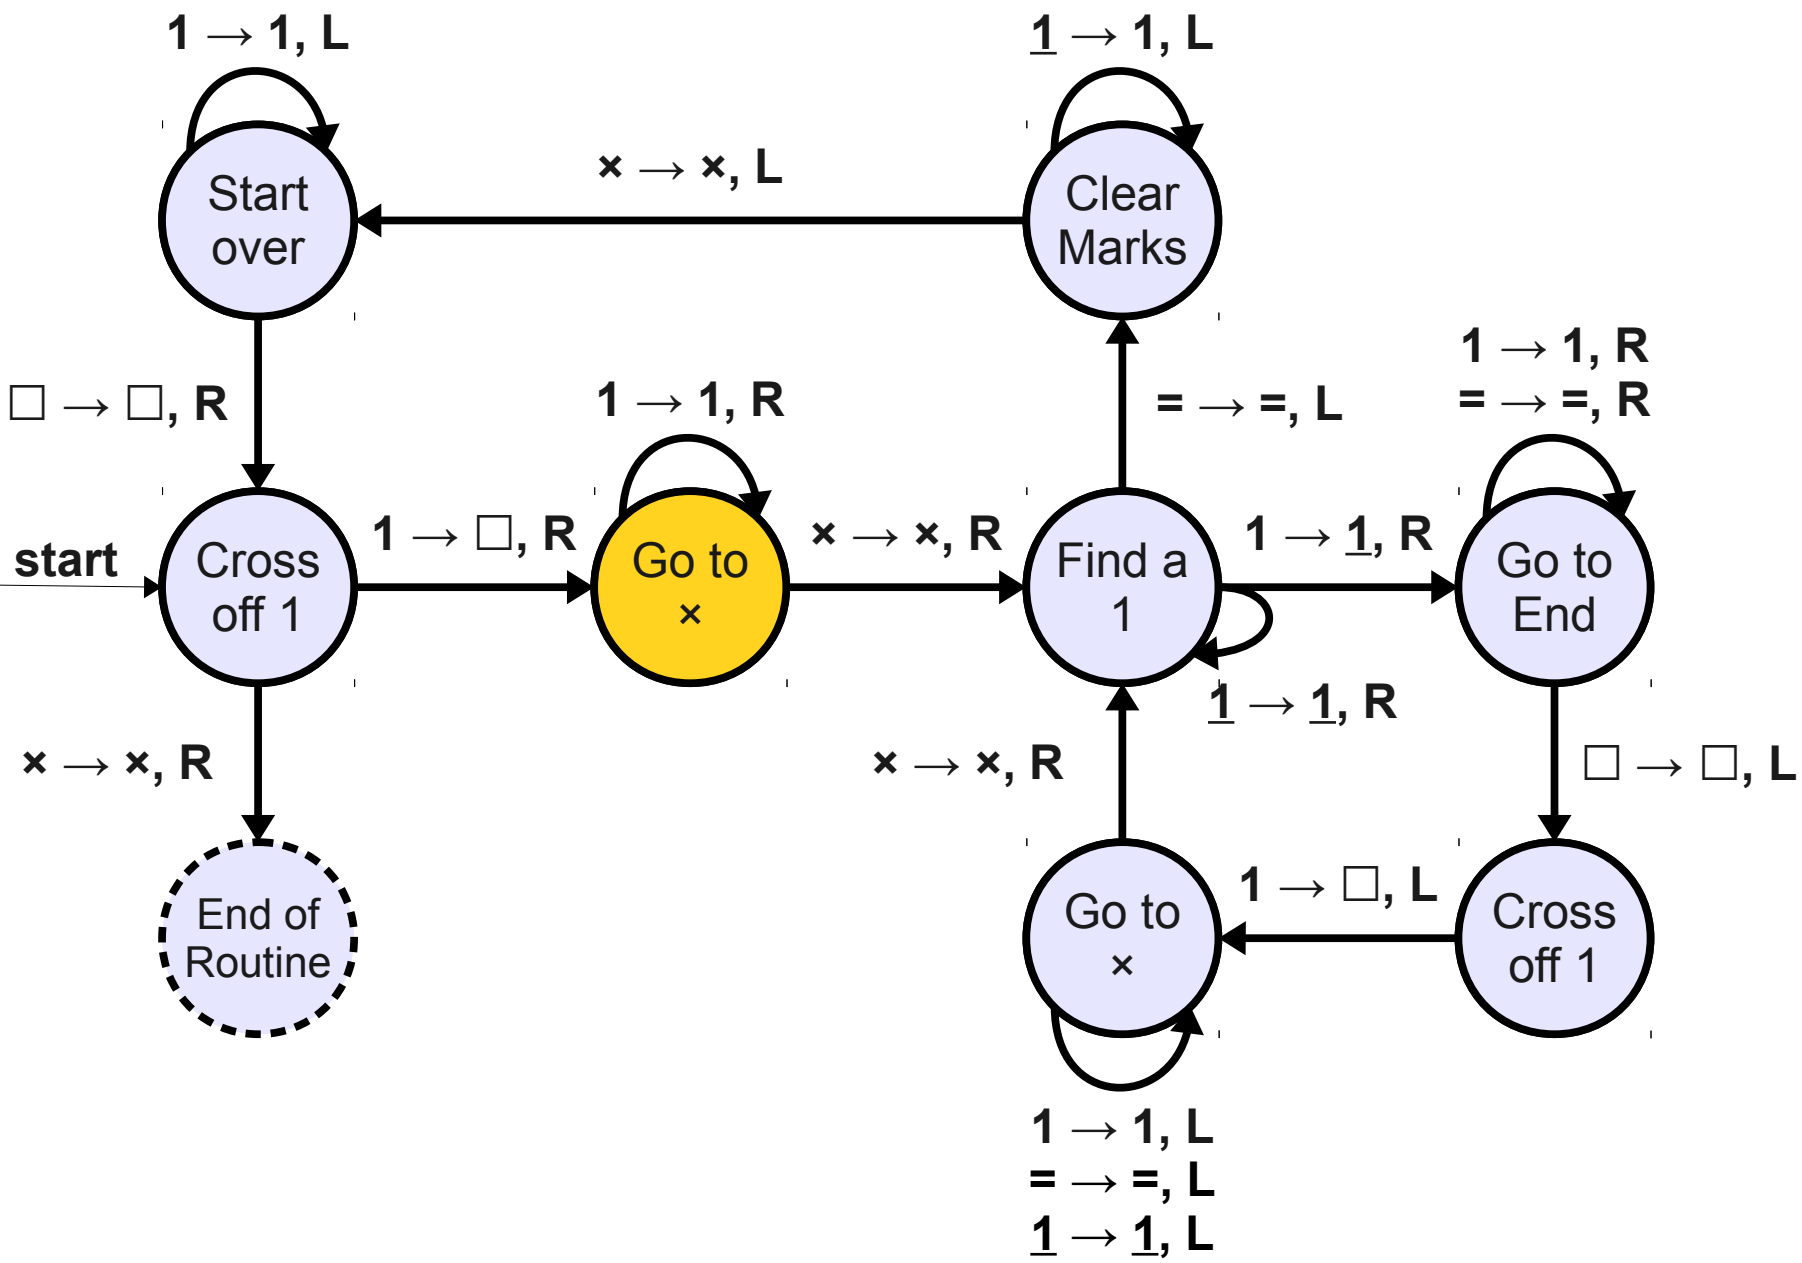 1 → 1, L
1 → 1, L
Start
over
× → ×, L
Clear
Marks
□ → □, R
1 → 1, R
= → =, L
1 → 1, R
= → =, R
start
Cross
off 1
1 → □, R
Go to
×
× → ×, R
Find a
1
1 → 1, R
Go to
End
1 → 1, R
× → ×, R
× → ×, R
□ → □, L
End of
Routine
Go to
×
1 → □, L
Cross
off 1
1 → 1, L
= → =, L
1 → 1, L